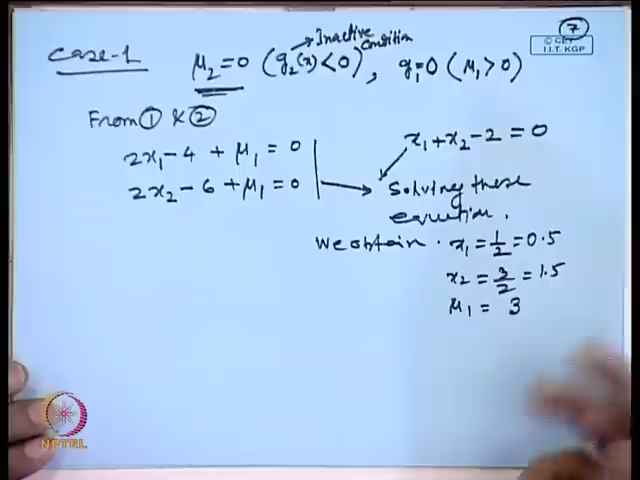 7
© CET
I.I.T. KGP
Case-1 μ₂=0 (g₂(x)<0), g₁=0 (μ₁>0)
Inactive Condition
From ① & ②
2x₁-4 + μ₁ = 0
2x₂-6 + μ₁ = 0
x₁+x₂-2 = 0
Solving these
equation.
We obtain. x₁ = 1/2 = 0.5
x₂ = 3/2 = 1.5
μ₁ = 3
NPTEL